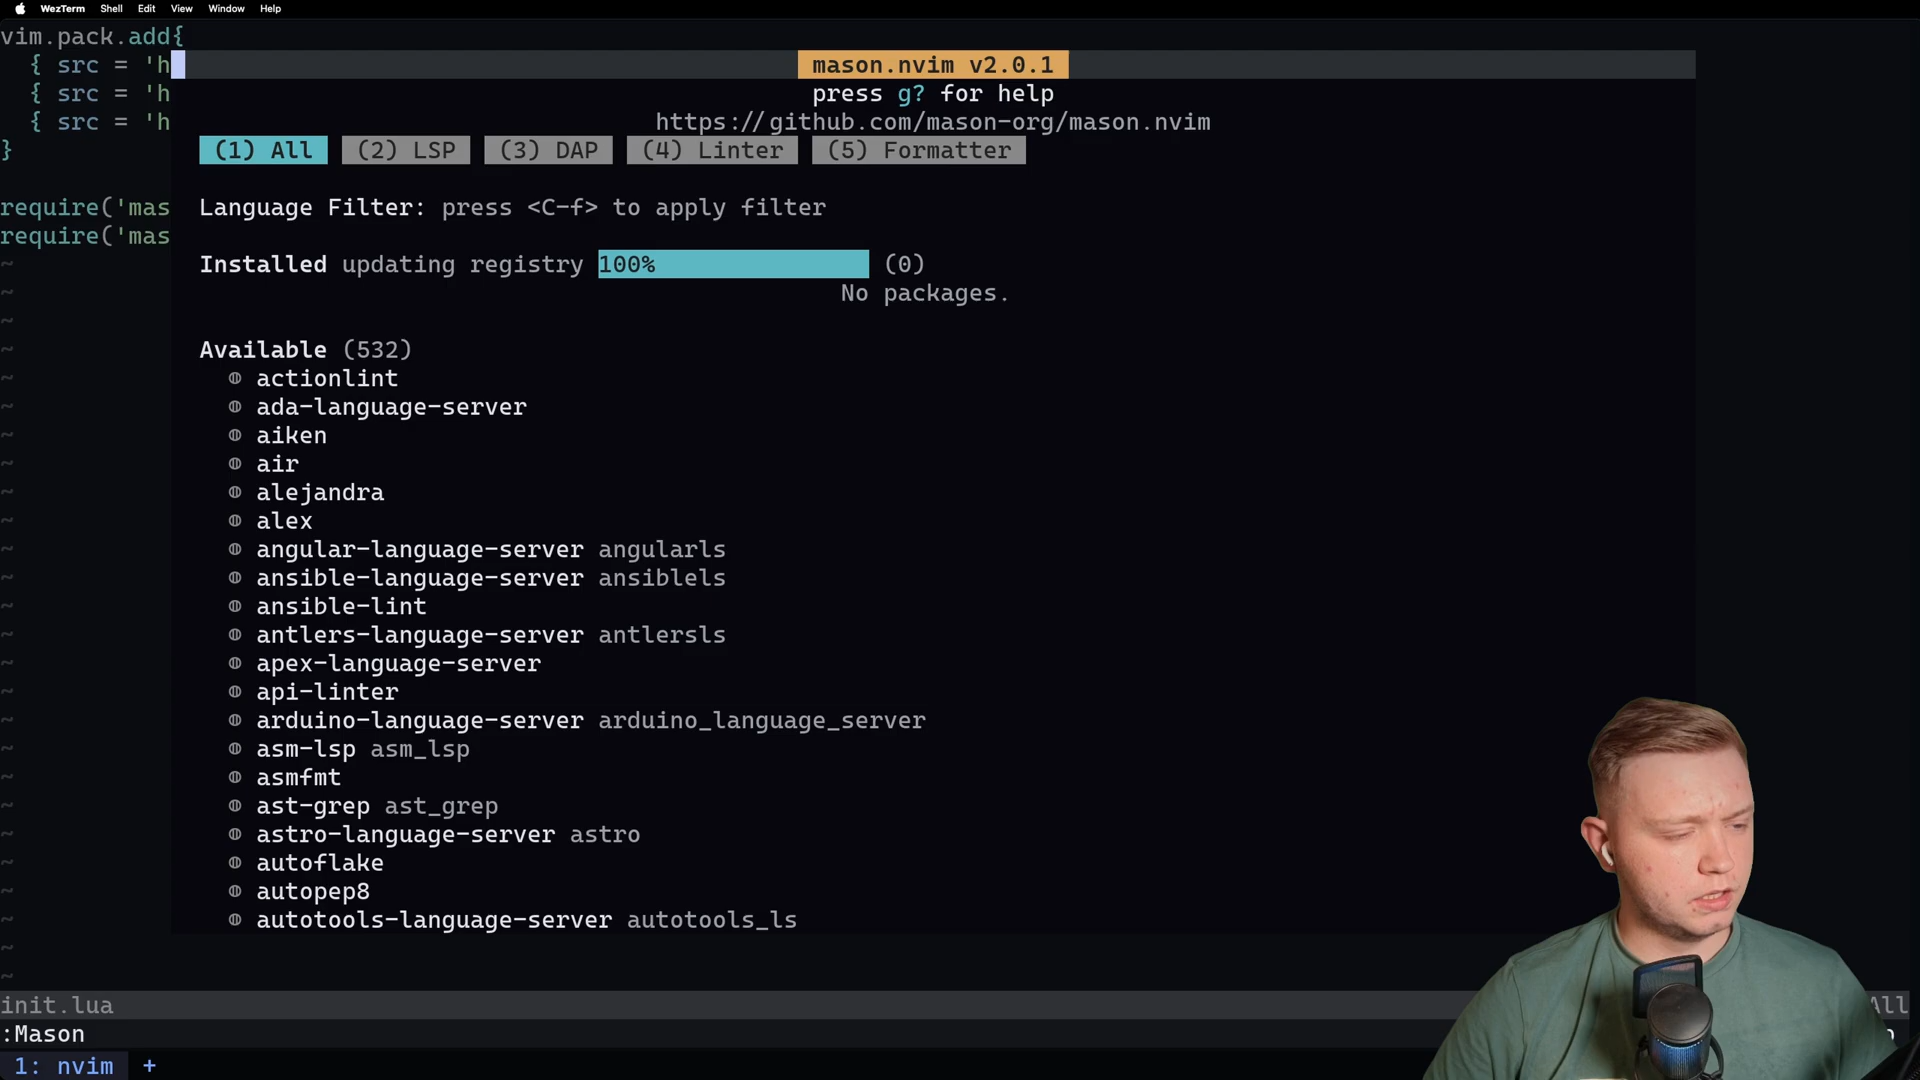 WezTerm Shell Edit View Window Help
vim.pack.add{
{ src = 'h
{ src = 'h
{ src = 'h
}
require('mas
require('mas
mason.nvim v2.0.1
press g? for help
https://github.com/mason-org/mason.nvim
(1) All (2) LSP (3) DAP (4) Linter (5) Formatter
Language Filter: press <C-f> to apply filter
Installed updating registry 100% (0)
No packages.
Available (532)
◍ actionlint
◍ ada-language-server
◍ aiken
◍ air
◍ alejandra
◍ alex
◍ angular-language-server angularls
◍ ansible-language-server ansiblels
◍ ansible-lint
◍ antlers-language-server antlersls
◍ apex-language-server
◍ api-linter
◍ arduino-language-server arduino_language_server
◍ asm-lsp asm_lsp
◍ asmfmt
◍ ast-grep ast_grep
◍ astro-language-server astro
◍ autoflake
◍ autopep8
◍ autotools-language-server autotools_ls
init.lua All
:Mason
1: nvim +